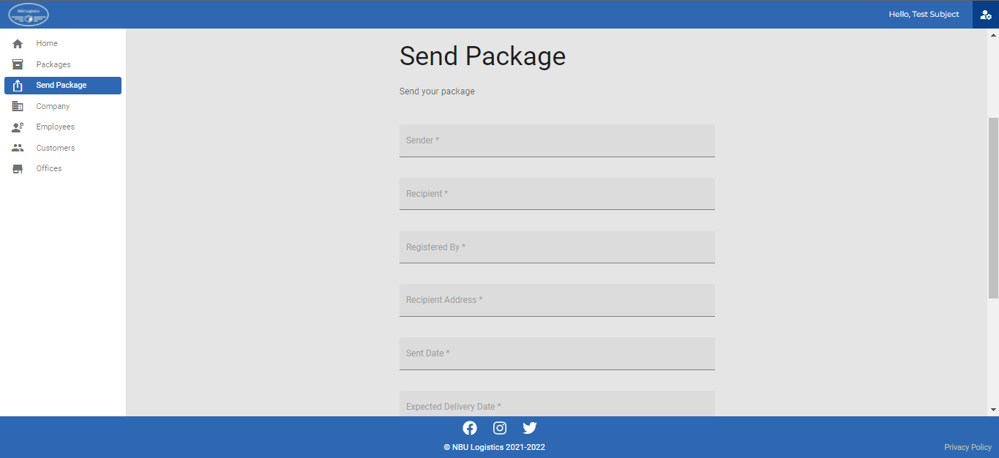 NBU Logistics
Hello, Test Subject
Home
Packages
Send Package
Company
Employees
Customers
Offices
Send Package
Send your package
Sender *
Recipient *
Registered By *
Recipient Address *
Sent Date *
Expected Delivery Date *
© NBU Logistics 2021-2022
Privacy Policy